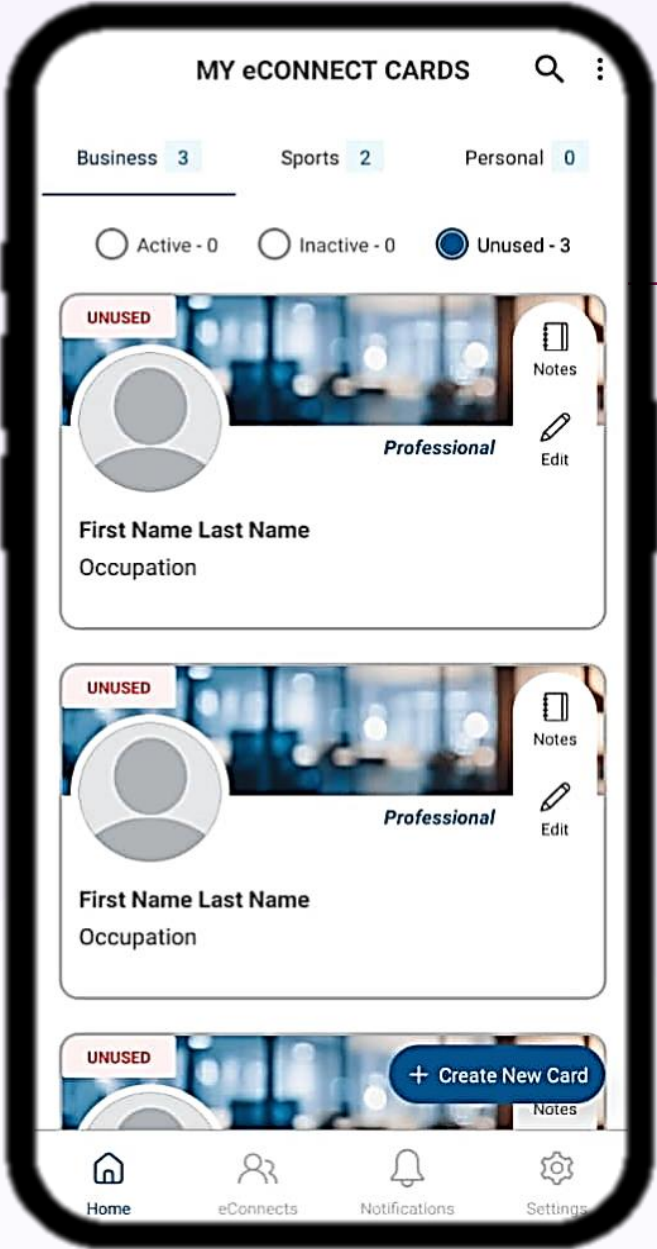 MY eCONNECT CARDS
Business 3 Sports 2 Personal 0
Active - 0 Inactive - 0 Unused - 3
UNUSED
Notes
Edit
Professional
First Name Last Name
Occupation
UNUSED
Notes
Edit
Professional
First Name Last Name
Occupation
UNUSED
+ Create New Card
Notes
Home eConnects Notifications Settings